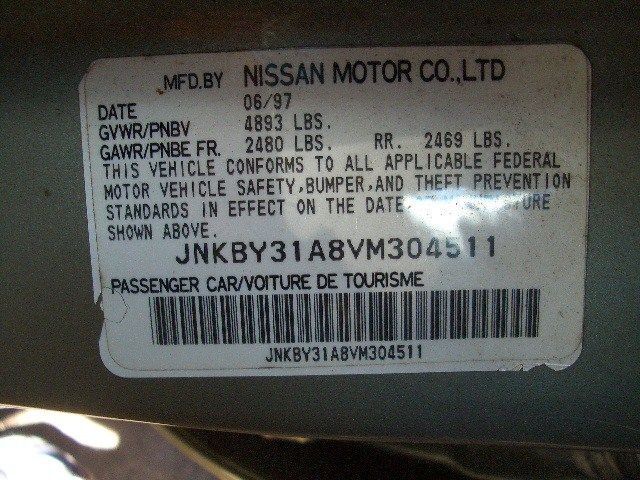 MFD.BY NISSAN MOTOR CO.,LTD
DATE 06/97
GVWR/PNBV 4893 LBS.
GAWR/PNBE FR. 2480 LBS. RR. 2469 LBS.
THIS VEHICLE CONFORMS TO ALL APPLICABLE FEDERAL
MOTOR VEHICLE SAFETY,BUMPER,AND THEFT PREVENTION
STANDARDS IN EFFECT ON THE DATE
SHOWN ABOVE.
JNKBY31A8VM304511
PASSENGER CAR/VOITURE DE TOURISME
JNKBY31A8VM304511